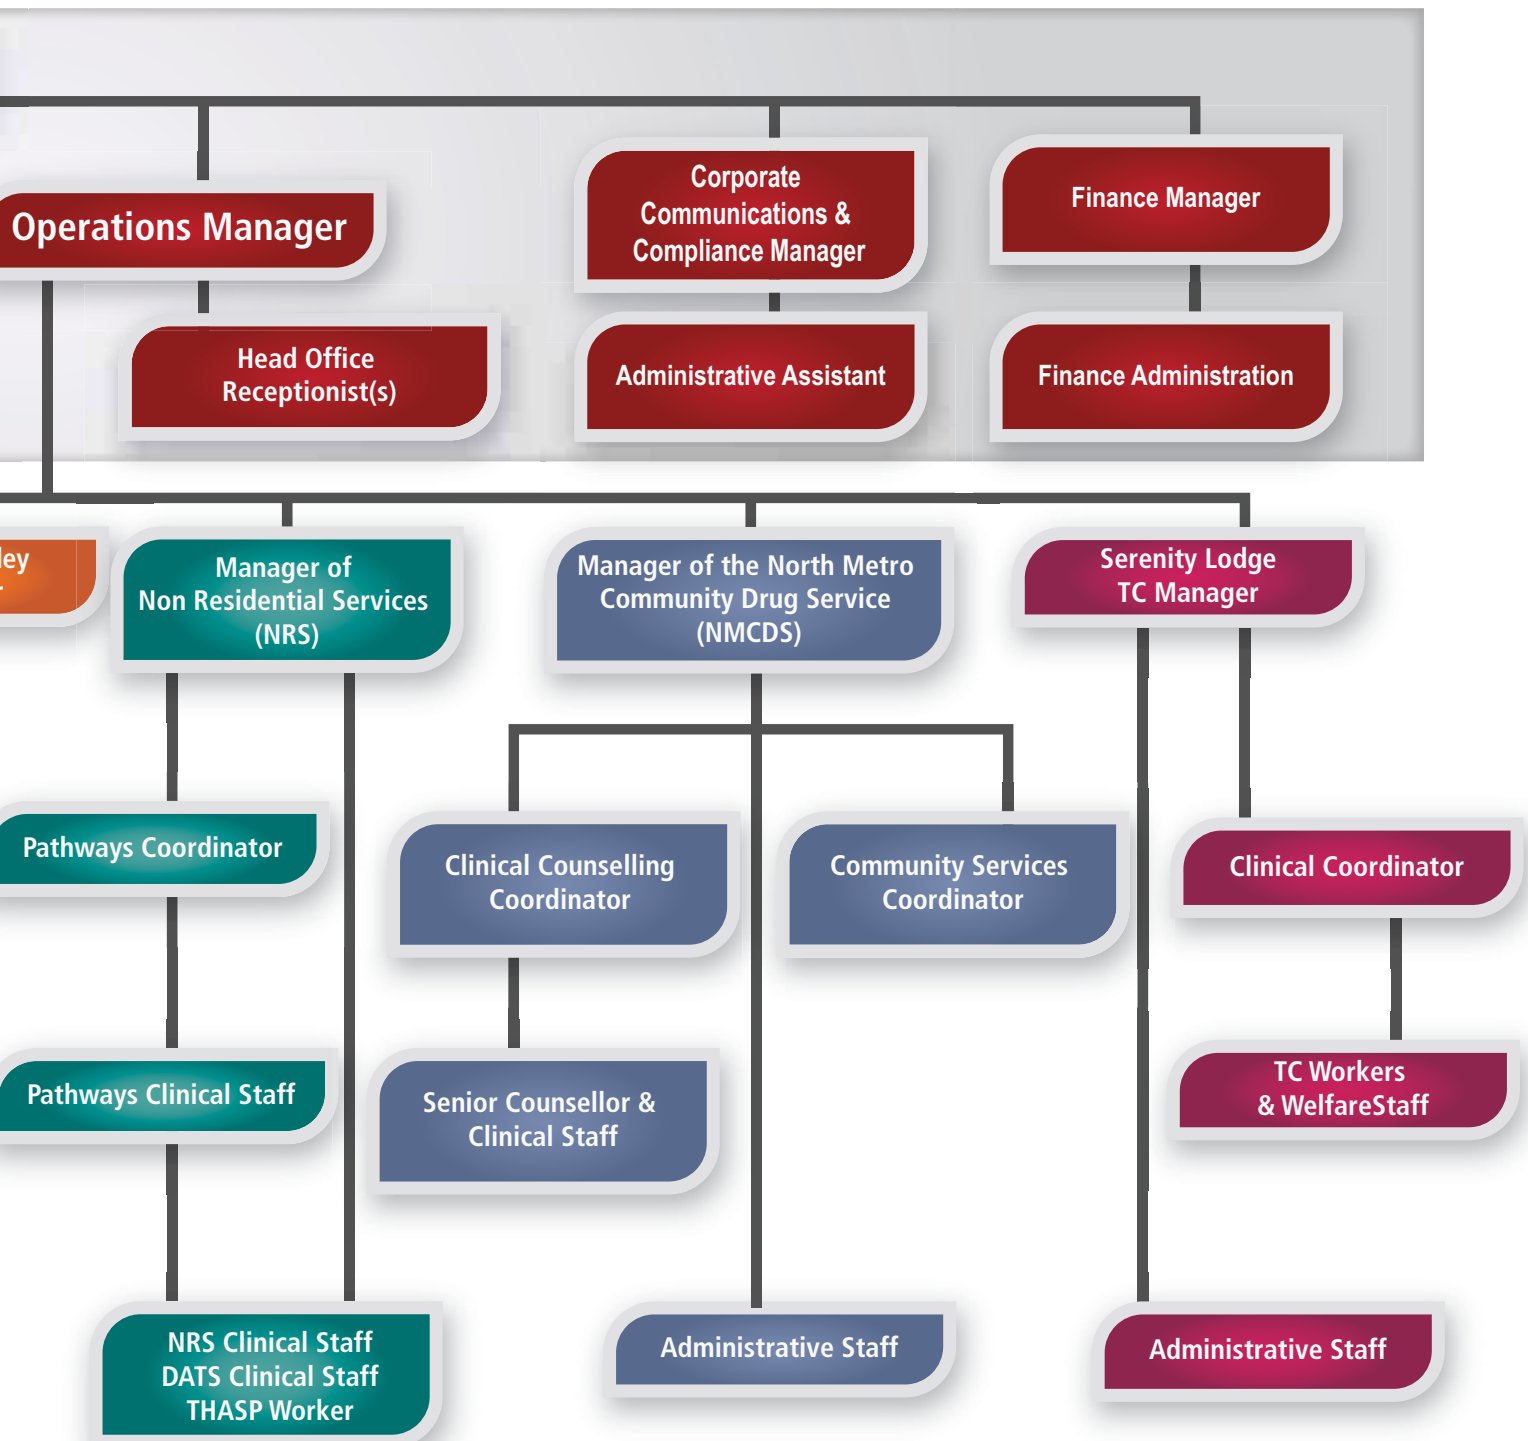 Operations Manager
Corporate
Communications &
Compliance Manager
Finance Manager
Head Office
Receptionist(s)
Administrative Assistant
Finance Administration
Manager of
Non Residential Services
(NRS)
Manager of the North Metro
Community Drug Service
(NMCDS)
Serenity Lodge
TC Manager
Pathways Coordinator
Clinical Counselling
Coordinator
Community Services
Coordinator
Clinical Coordinator
Pathways Clinical Staff
Senior Counsellor &
Clinical Staff
TC Workers
& WelfareStaff
NRS Clinical Staff
DATS Clinical Staff
THASP Worker
Administrative Staff
Administrative Staff